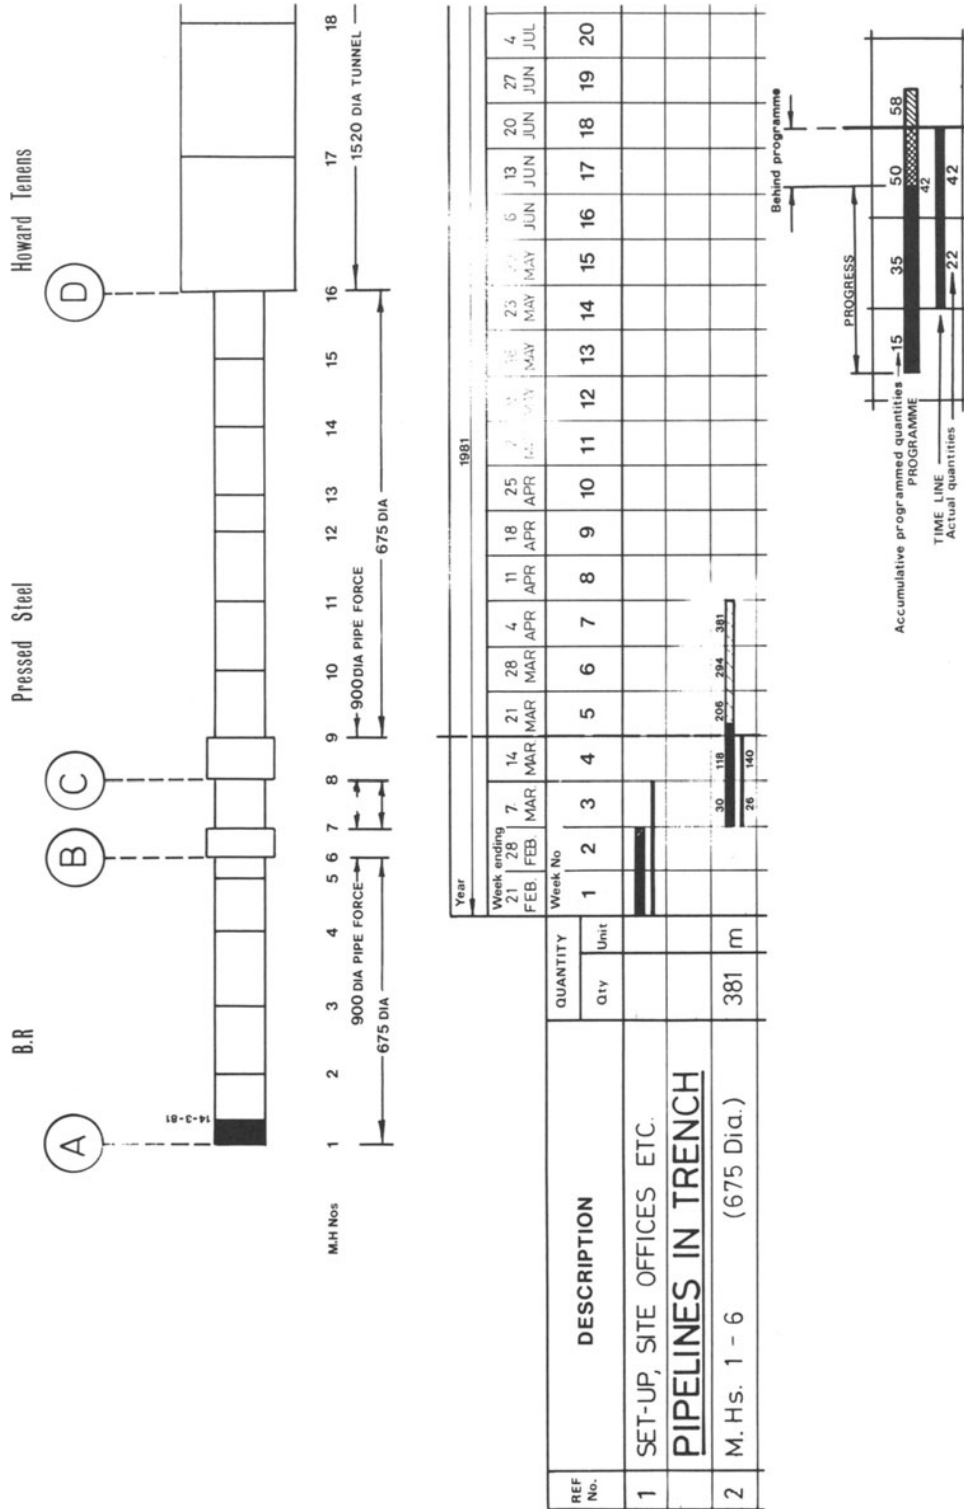 B.R Pressed Steel Howard Tenens
A B C D
14-3-81
M.H Nos 1 2 3 4 5 6 7 8 9 10 11 12 13 14 15 16 17 18
900 DIA PIPE FORCE 900 DIA PIPE FORCE 1520 DIA TUNNEL
675 DIA 675 DIA
Year 1981
Week ending
21 28 7 14 21 28 4 11 18 25 23 6 13 20 27 4
FEB. FEB. MAR. MAR. MAR MAR APR APR APR APR MAY MAY MAY MAY JUN JUN JUN JUN JUL
REF No. DESCRIPTION QUANTITY Qty Unit
Week No
1 2 3 4 5 6 7 8 9 10 11 12 13 14 15 16 17 18 19 20
1 SET-UP, SITE OFFICES ETC.
PIPELINES IN TRENCH
2 M.Hs. 1 - 6 (675 Dia.) 381 m
30 118 206 294 381
26 140
Behind programme
PROGRESS
Accumulative programmed quantities 15 35 50 58
PROGRAMME
42
TIME LINE
Actual quantities 22 42